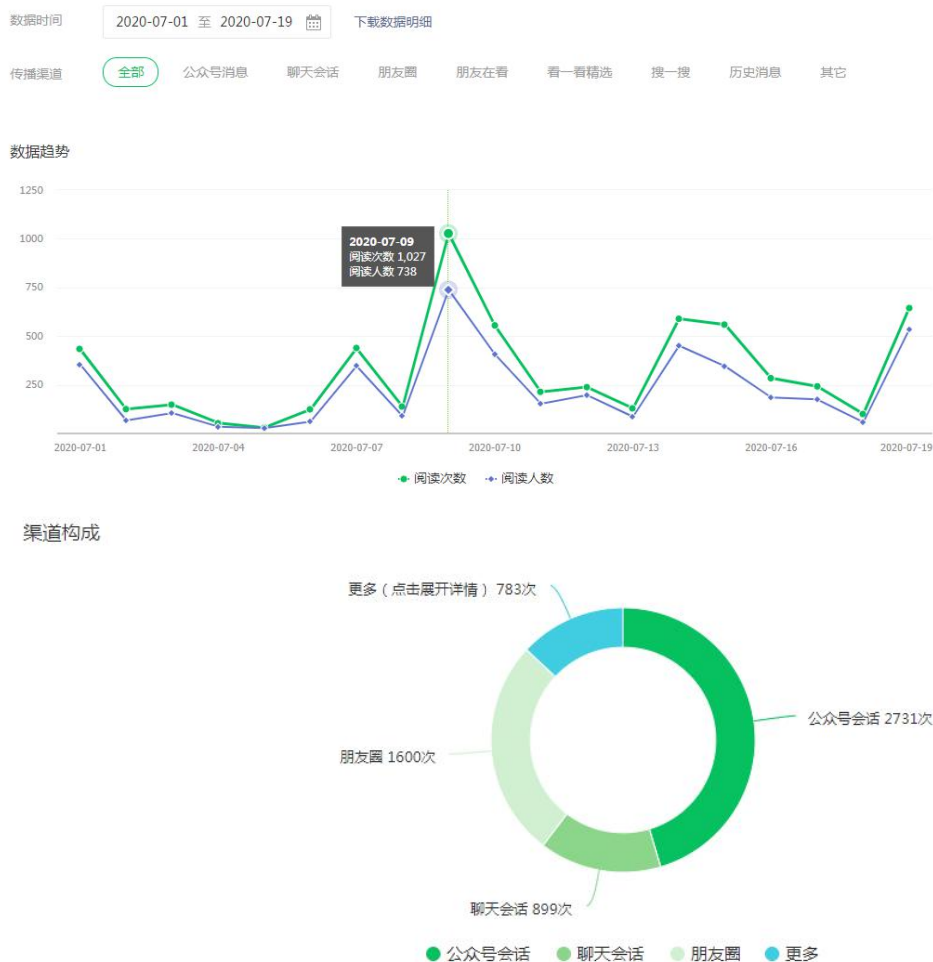 数据时间 2020-07-01 至 2020-07-19 下载数据明细
传播渠道 全部 公众号消息 聊天会话 朋友圈 朋友在看 看一看精选 搜一搜 历史消息 其它
数据趋势
1250
1000
750
500
250
2020-07-09
阅读次数 1,027
阅读人数 738
2020-07-01 2020-07-04 2020-07-07 2020-07-10 2020-07-13 2020-07-16 2020-07-19
阅读次数 阅读人数
渠道构成
更多（点击展开详情）783次
公众号会话 2731次
朋友圈 1600次
聊天会话 899次
公众号会话 聊天会话 朋友圈 更多